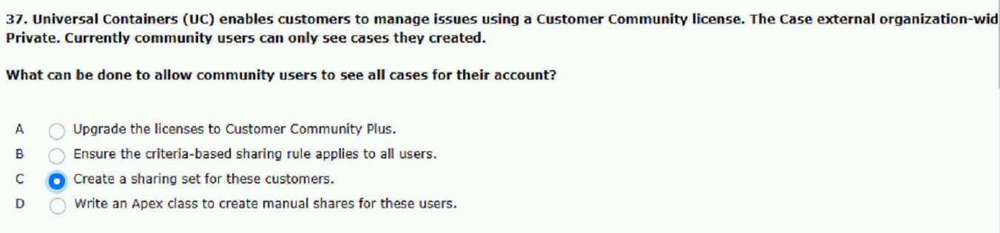 37. Universal Containers (UC) enables customers to manage issues using a Customer Community license. The Case external organization-wid
Private. Currently community users can only see cases they created.
What can be done to allow community users to see all cases for their account?
A Upgrade the licenses to Customer Community Plus.
B Ensure the criteria-based sharing rule applies to all users.
C Create a sharing set for these customers.
D Write an Apex class to create manual shares for these users.